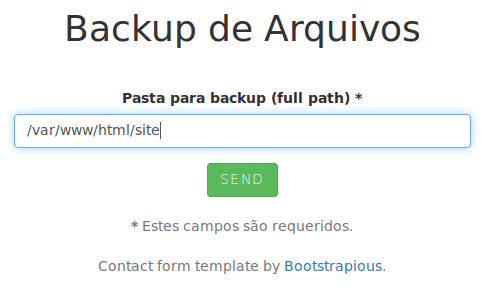 Backup de Arquivos
Pasta para backup (full path) *
/var/www/html/site
SEND
* Estes campos são requeridos.
Contact form template by Bootstrapious.